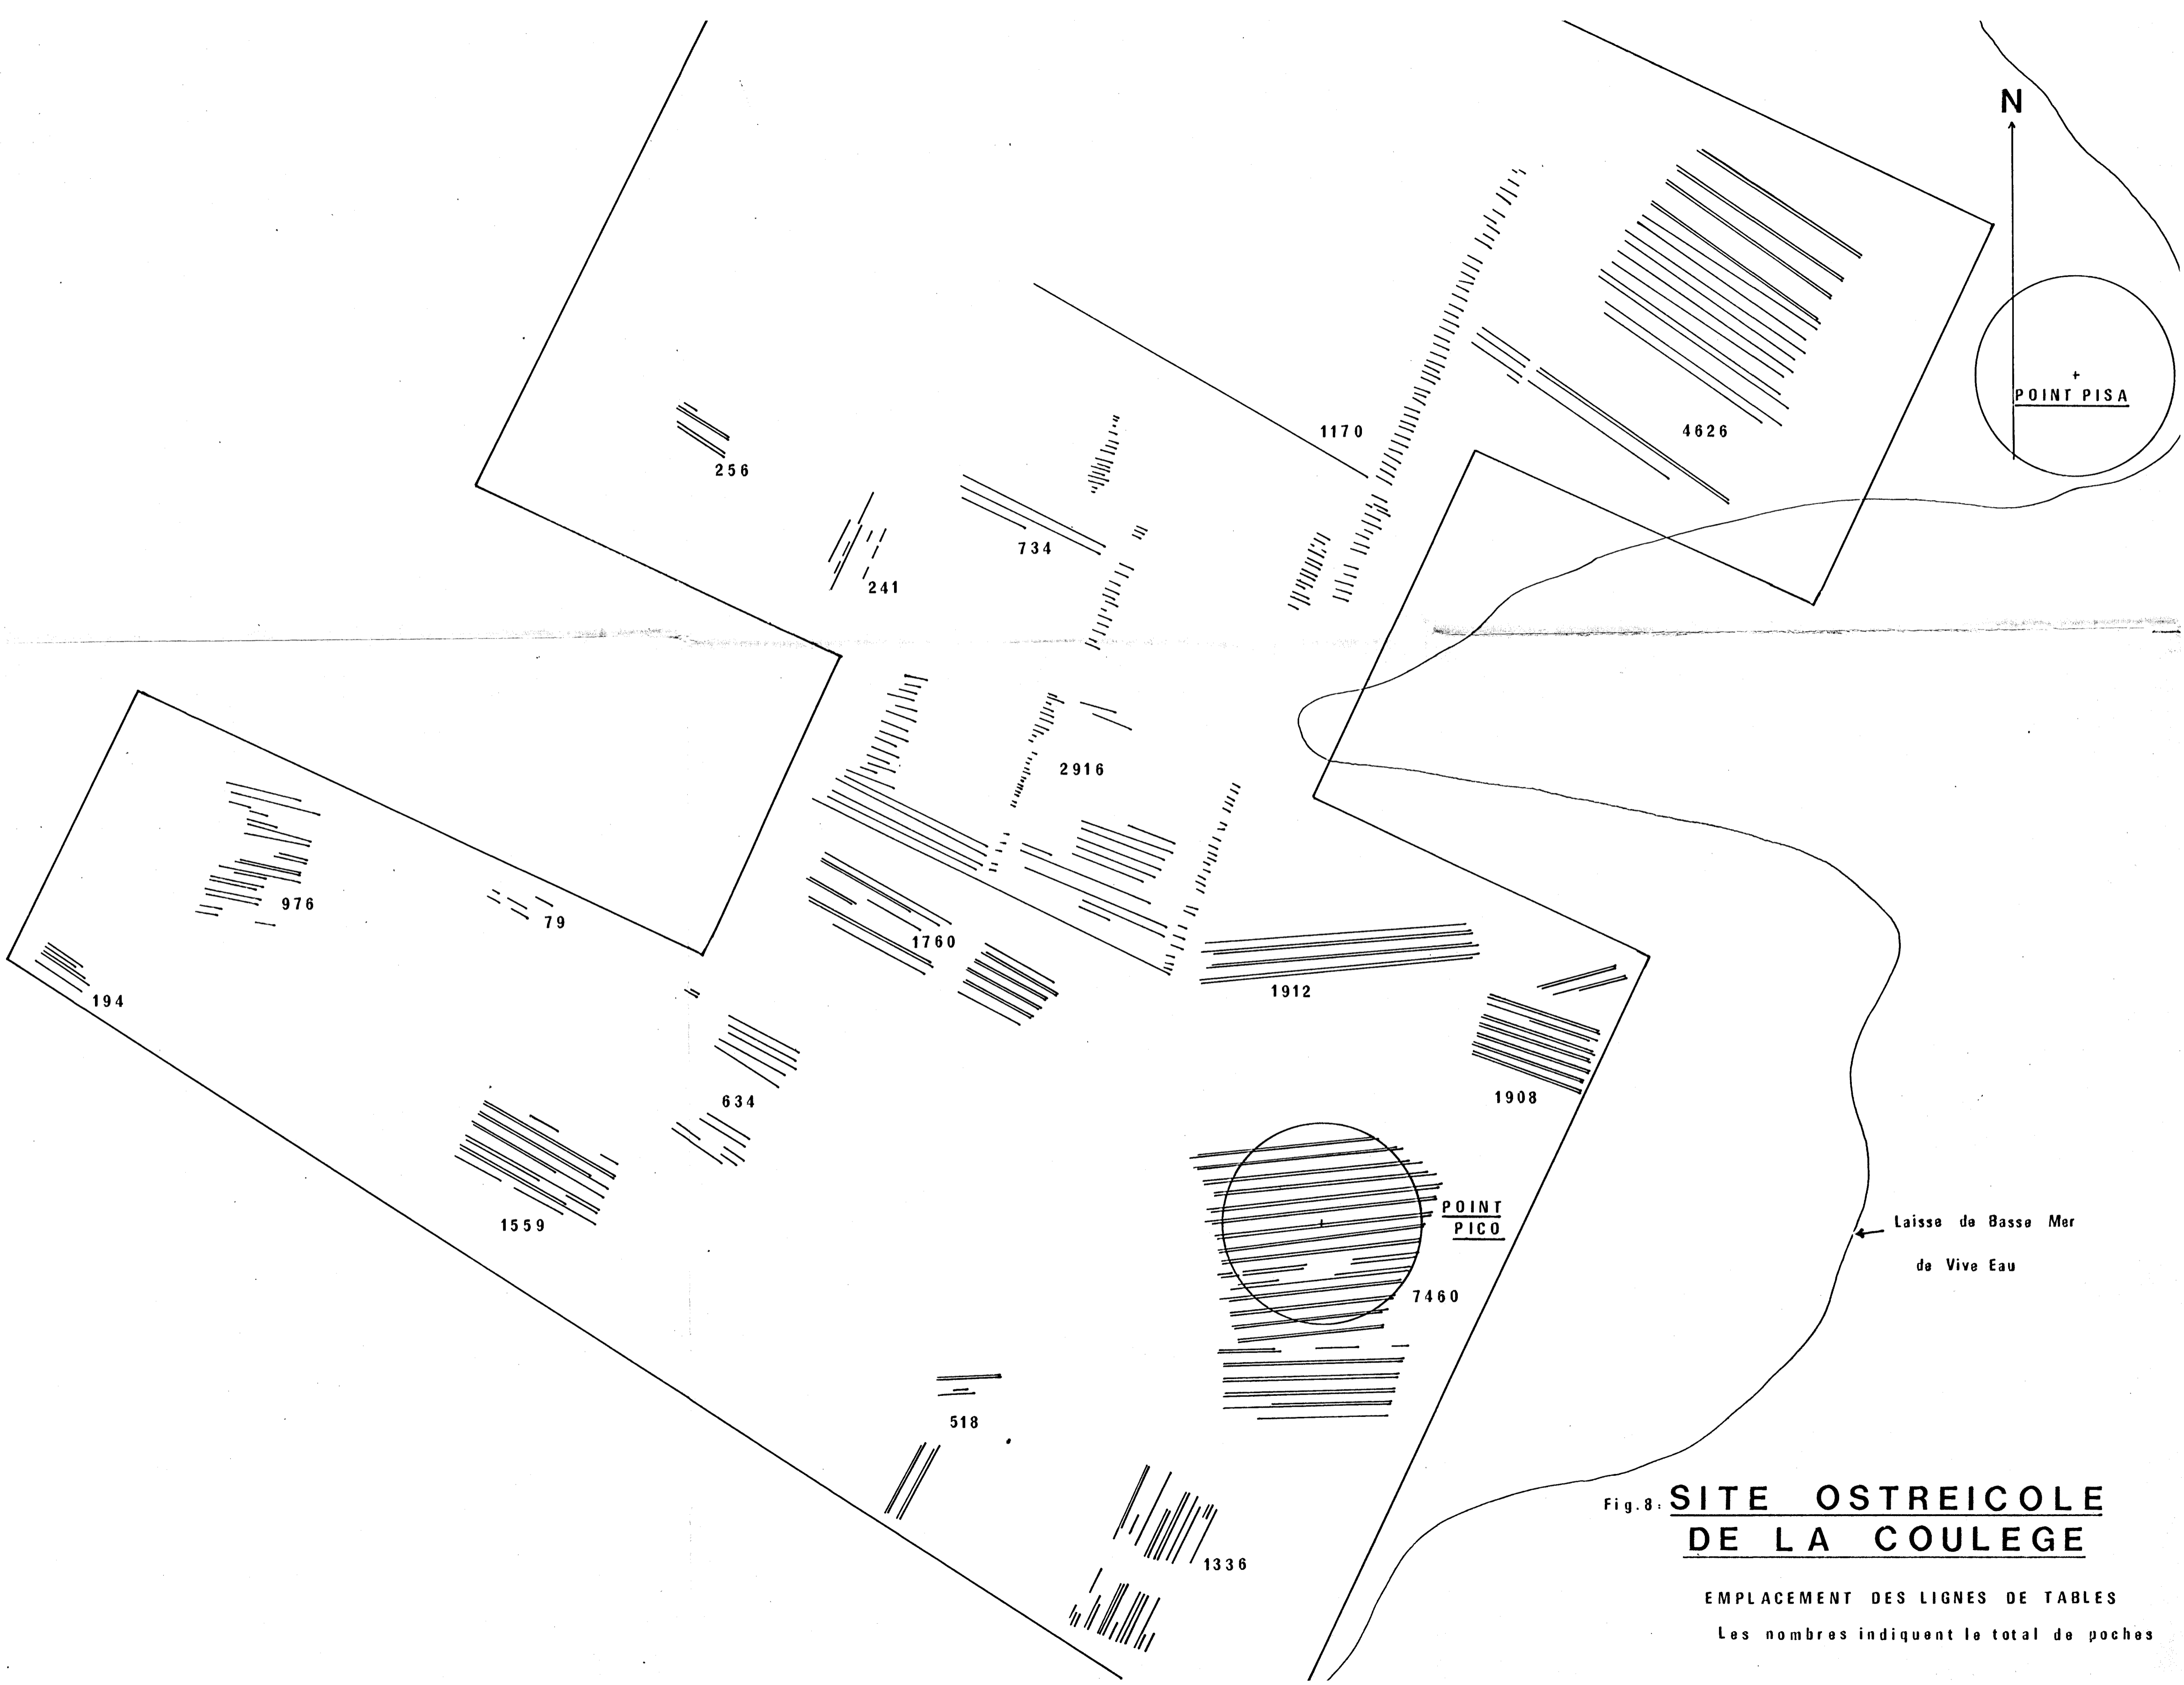 N
POINT PISA
1170
4626
256
734
241
2916
976
79
1760
194
1912
634
1908
1559
POINT
PICO
Laisse de Basse Mer
de Vive Eau
7460
518
1336
Fig.8: SITE OSTREICOLE
DE LA COULEGE
EMPLACEMENT DES LIGNES DE TABLES
Les nombres indiquent le total de poches